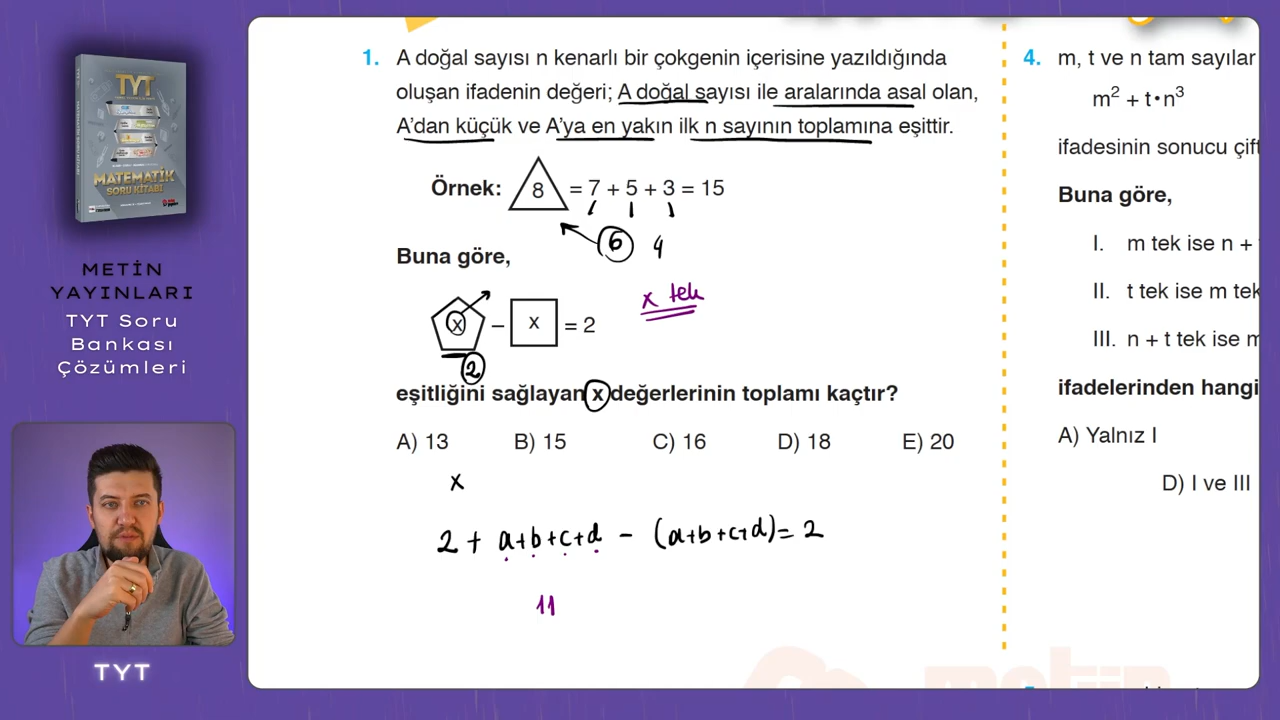 TYT
MATEMATİK
SORU KİTABI
METİN
YAYINLARI
TYT Soru
Bankası
Çözümleri
TYT
1. A doğal sayısı n kenarlı bir çokgenin içerisine yazıldığında
oluşan ifadenin değeri; A doğal sayısı ile aralarında asal olan,
A'dan küçük ve A'ya en yakın ilk n sayının toplamına eşittir.
Örnek: 8 = 7 + 5 + 3 = 15
6 4
Buna göre,
x tek
x – x = 2
2
eşitliğini sağlayan x değerlerinin toplamı kaçtır?
A) 13 B) 15 C) 16 D) 18 E) 20
x
2 + a+b+c+d – (a+b+c+d) = 2
11
4. m, t ve n tam sayılar
m² + t•n³
ifadesinin sonucu çift
Buna göre,
I. m tek ise n +
II. t tek ise m tek
III. n + t tek ise m
ifadelerinden hangi
A) Yalnız I
D) I ve III
metin